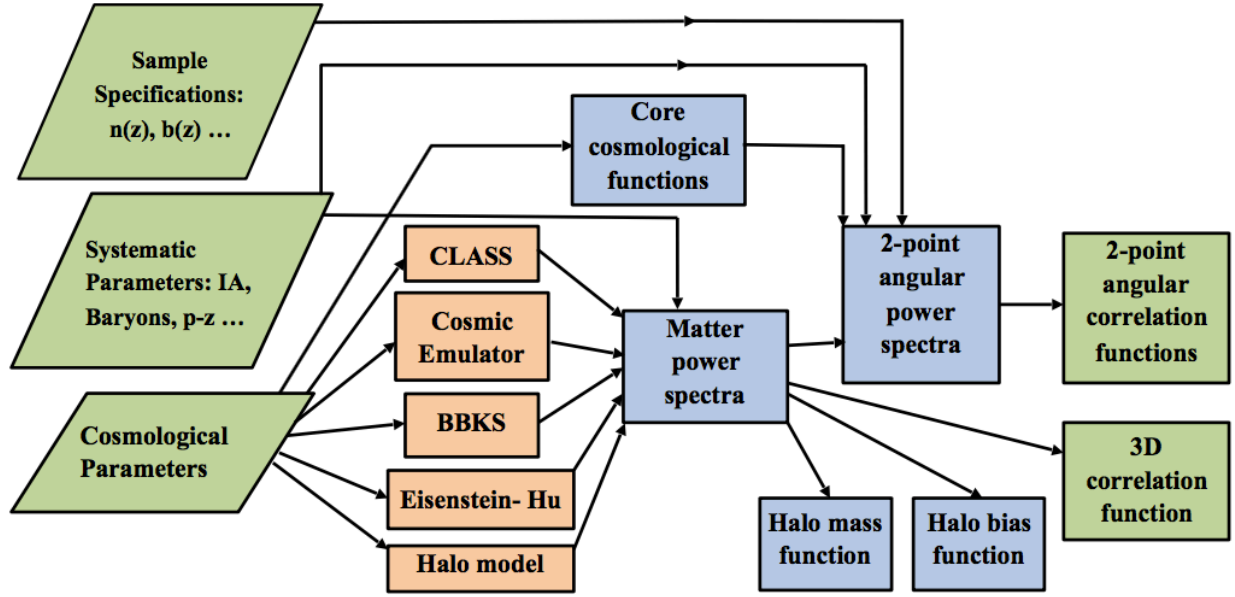 Sample
Specifications:
n(z), b(z) ...
Systematic
Parameters: IA,
Baryons, p-z ...
Cosmological
Parameters
Core
cosmological
functions
CLASS
Cosmic
Emulator
BBKS
Eisenstein- Hu
Halo model
Matter
power
spectra
2-point
angular
power
spectra
2-point
angular
correlation
functions
3D
correlation
function
Halo mass
function
Halo bias
function